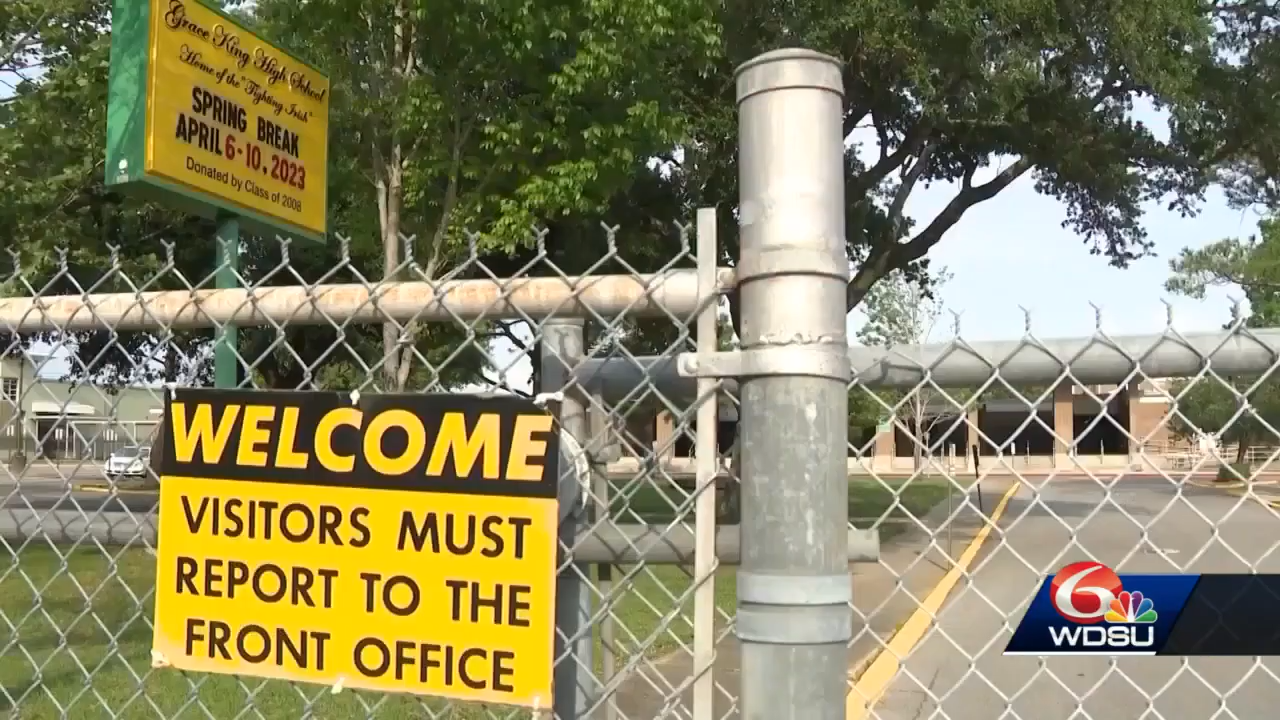 Grace King High School
Home of the "Fighting Irish"
SPRING BREAK
APRIL 6-10, 2023
Donated by Class of 2008
WELCOME
VISITORS MUST
REPORT TO THE
FRONT OFFICE
6
WDSU